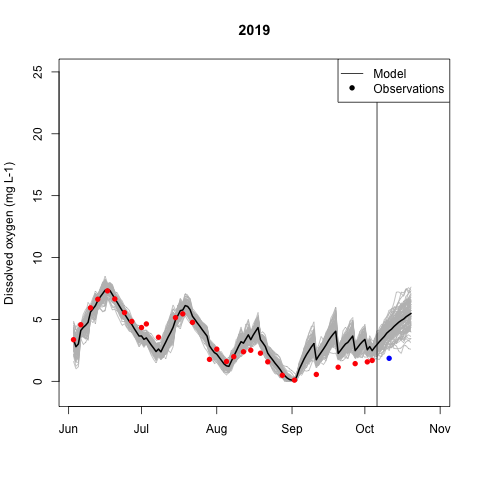 2019
Dissolved oxygen (mg L-1)
25
20
15
10
5
0
Model
Observations
Jun Jul Aug Sep Oct Nov